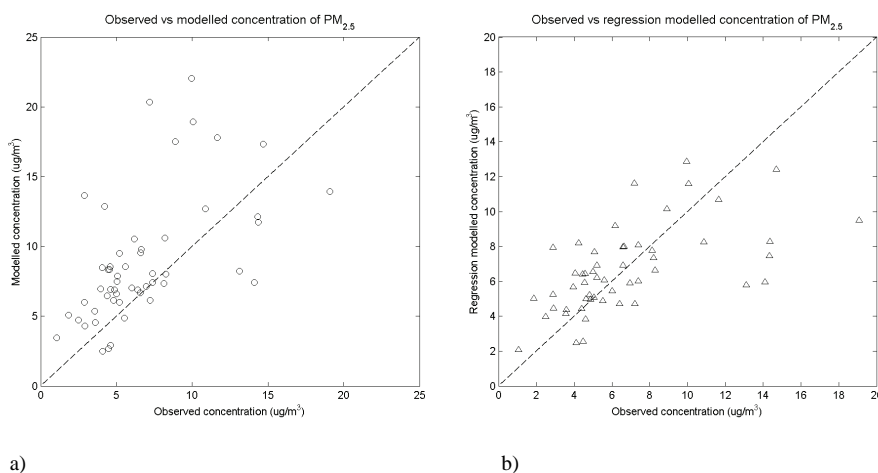 Observed vs modelled concentration of PM2.5
25
20
15
10
5
0
Modelled concentration (ug/m3)
0 5 10 15 20 25
Observed concentration (ug/m3)
a)
Observed vs regression modelled concentration of PM2.5
20
18
16
14
12
10
8
6
4
2
0
Regression modelled concentration (ug/m3)
0 2 4 6 8 10 12 14 16 18 20
Observed concentration (ug/m3)
b)